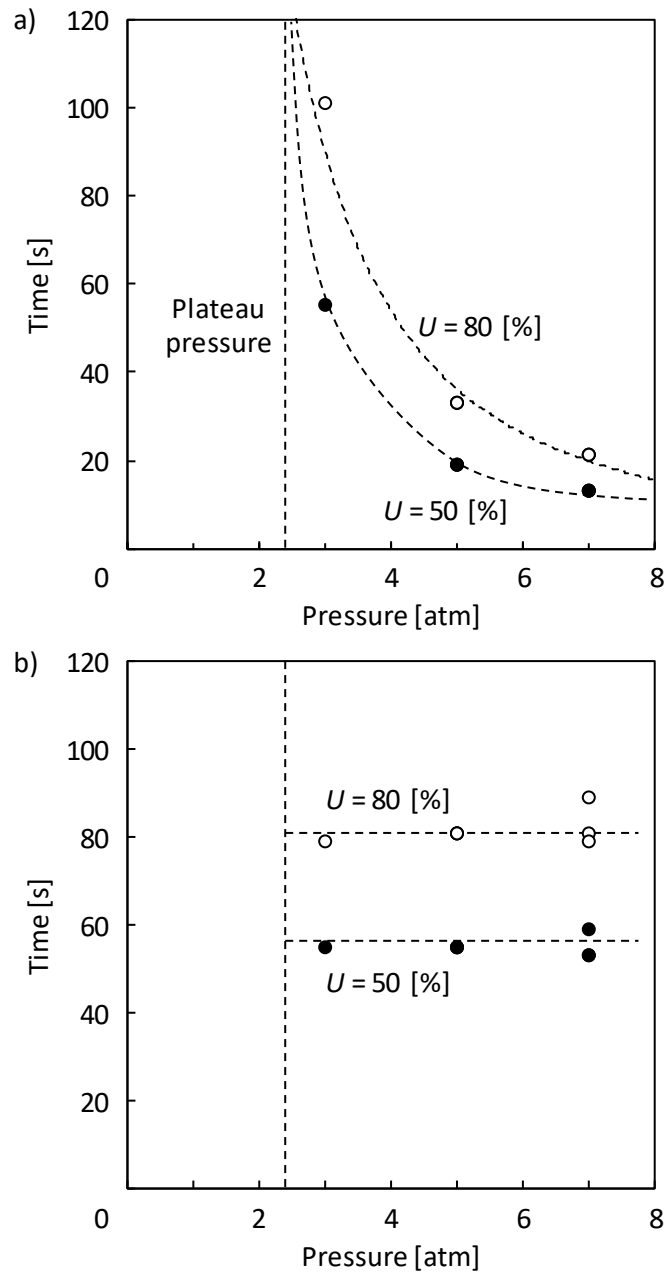 a)
120
100
80
60
40
20
0
2
4
6
8
Time [s]
Pressure [atm]
Plateau
pressure
U = 80 [%]
U = 50 [%]
b)
120
100
80
60
40
20
0
2
4
6
8
Time [s]
Pressure [atm]
U = 80 [%]
U = 50 [%]